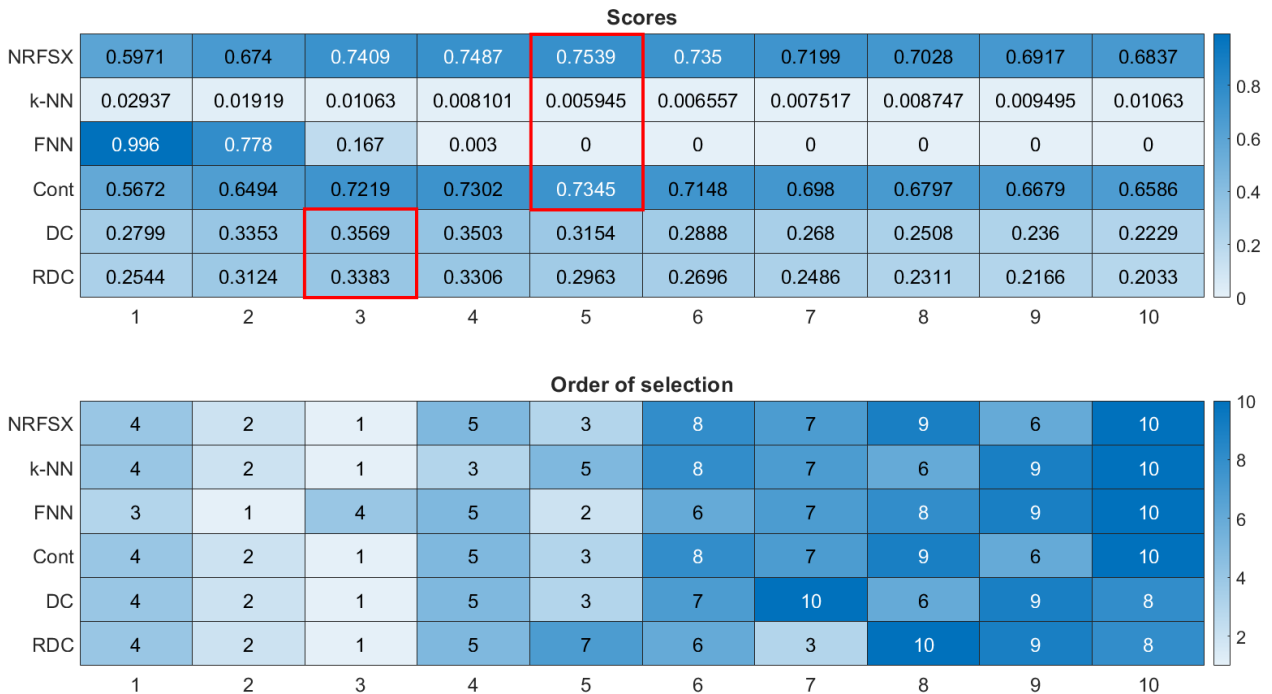 Scores
NRFSX 0.5971 0.674 0.7409 0.7487 0.7539 0.735 0.7199 0.7028 0.6917 0.6837
0.8
k-NN 0.02937 0.01919 0.01063 0.008101 0.005945 0.006557 0.007517 0.008747 0.009495 0.01063
FNN 0.996 0.778 0.167 0.003 0 0 0 0 0 0
0.6
Cont 0.5672 0.6494 0.7219 0.7302 0.7345 0.7148 0.698 0.6797 0.6679 0.6586
0.4
DC 0.2799 0.3353 0.3569 0.3503 0.3154 0.2888 0.268 0.2508 0.236 0.2229
0.2
RDC 0.2544 0.3124 0.3383 0.3306 0.2963 0.2696 0.2486 0.2311 0.2166 0.2033
0
1 2 3 4 5 6 7 8 9 10
Order of selection
10
NRFSX 4 2 1 5 3 8 7 9 6 10
k-NN 4 2 1 3 5 8 7 6 9 10
8
FNN 3 1 4 5 2 6 7 8 9 10
6
Cont 4 2 1 5 3 8 7 9 6 10
4
DC 4 2 1 5 3 7 10 6 9 8
RDC 4 2 1 5 7 6 3 10 9 8
2
1 2 3 4 5 6 7 8 9 10